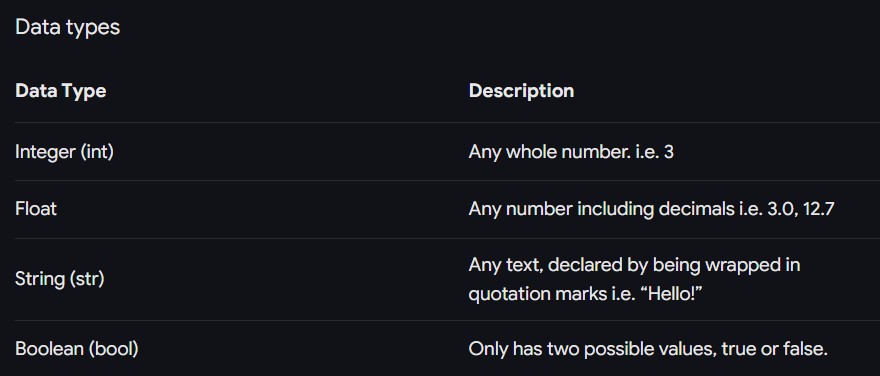 Data types
Data Type Description
Integer (int) Any whole number. i.e. 3
Float Any number including decimals i.e. 3.0, 12.7
String (str) Any text, declared by being wrapped in
quotation marks i.e. “Hello!”
Boolean (bool) Only has two possible values, true or false.